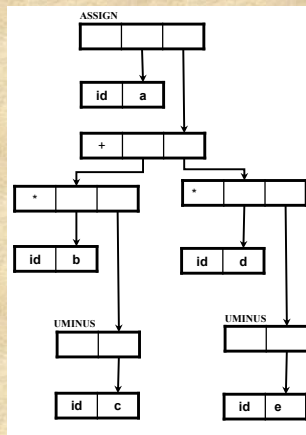 ASSIGN
id a
+
*
*
id b
id d
UMINUS
UMINUS
id c
id e